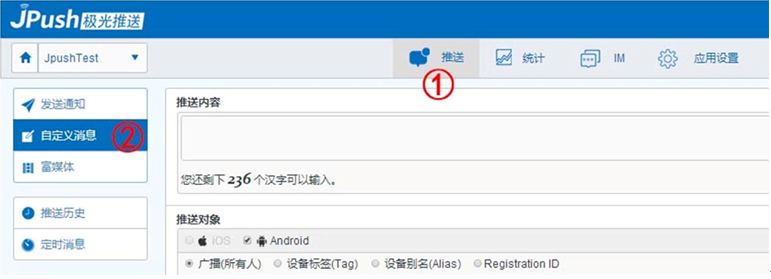 JPush极光推送
JpushTest
推送 统计 IM 应用设置
①
发送通知
自定义消息 ②
富媒体
推送历史
定时消息
推送内容
您还剩下 236 个汉字可以输入。
推送对象
iOS Android
广播(所有人) 设备标签(Tag) 设备别名(Alias) Registration ID